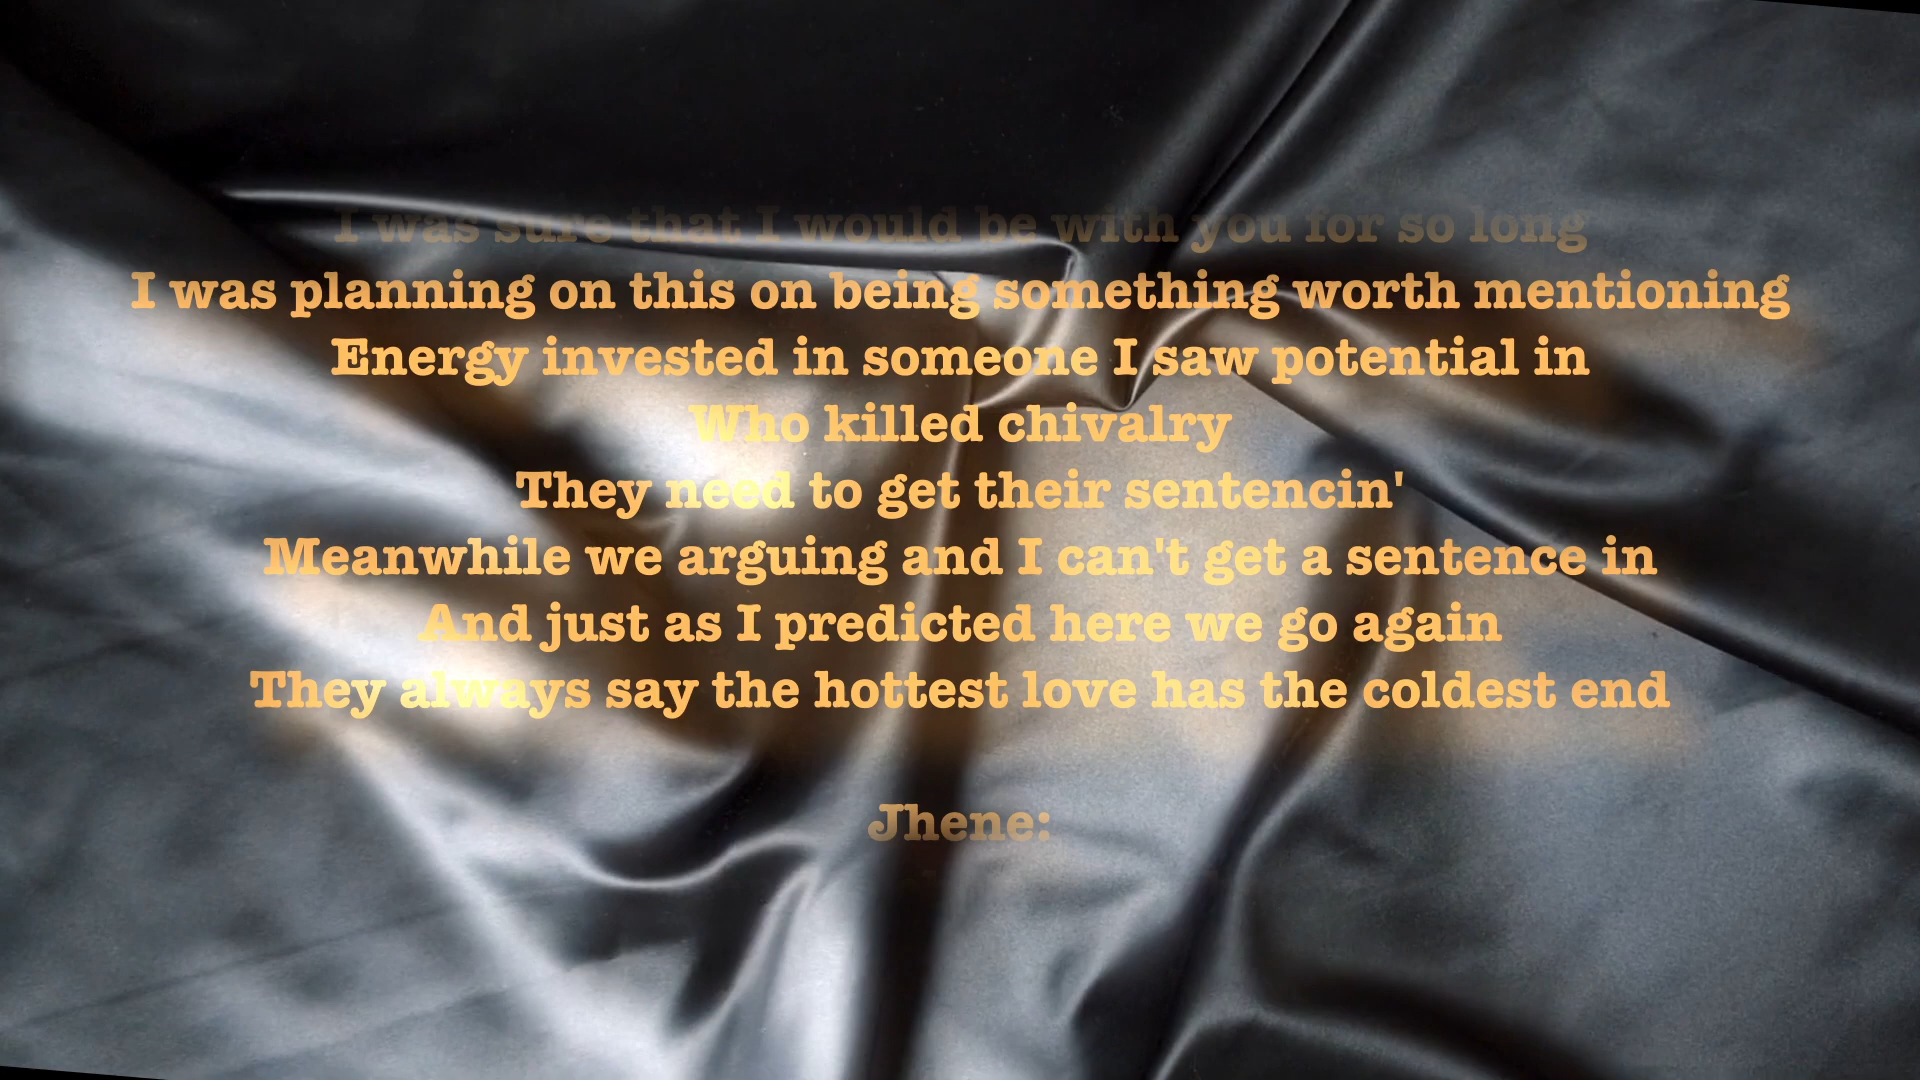 I was sure that I would be with you for so long
I was planning on this on being something worth mentioning
Energy invested in someone I saw potential in
Who killed chivalry
They need to get their sentencin'
Meanwhile we arguing and I can't get a sentence in
And just as I predicted here we go again
They always say the hottest love has the coldest end
Jhene: